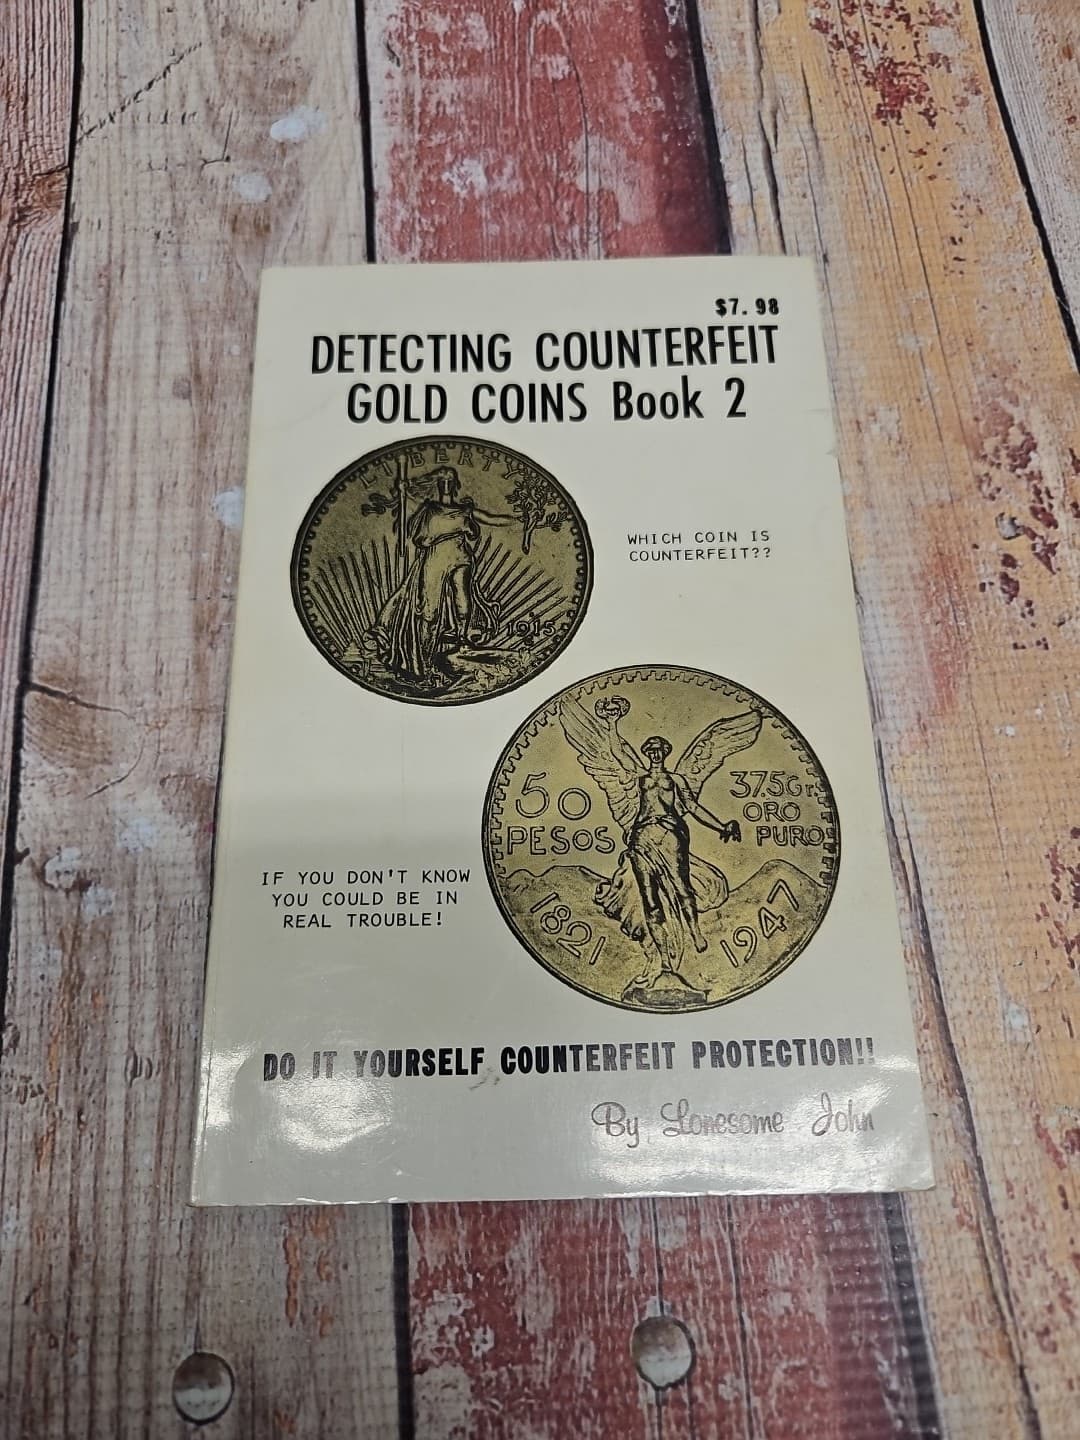 $7.98
DETECTING COUNTERFEIT
GOLD COINS Book 2
LIBERTY
1915
WHICH COIN IS
COUNTERFEIT??
50
PESOS
37.5Gr.
ORO
PURO
1821
1947
IF YOU DON'T KNOW
YOU COULD BE IN
REAL TROUBLE!
DO IT YOURSELF COUNTERFEIT PROTECTION!!
By Lonesome John